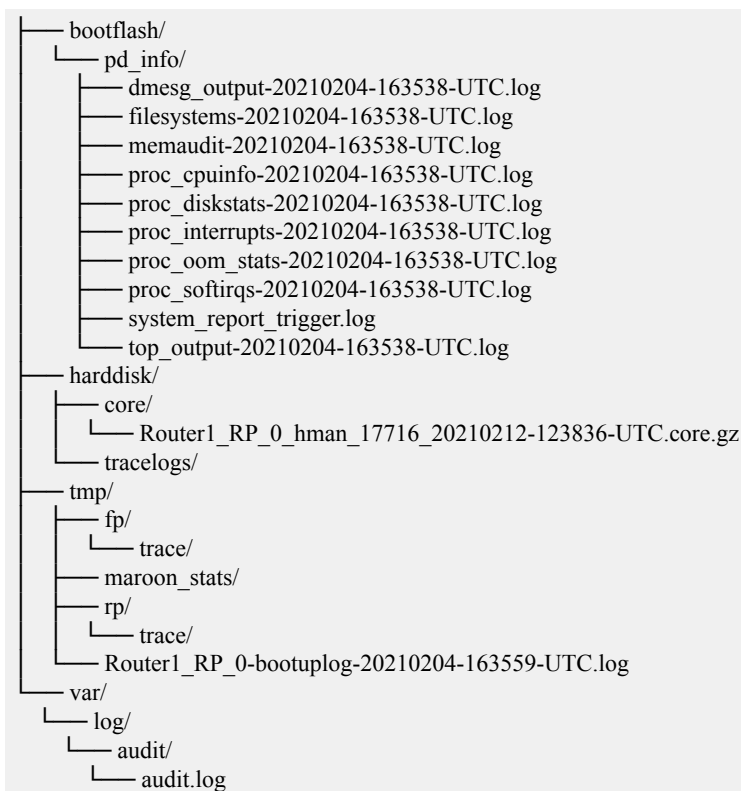 ├── bootflash/
│   └── pd_info/
│       ├── dmesg_output-20210204-163538-UTC.log
│       ├── filesystems-20210204-163538-UTC.log
│       ├── memaudit-20210204-163538-UTC.log
│       ├── proc_cpuinfo-20210204-163538-UTC.log
│       ├── proc_diskstats-20210204-163538-UTC.log
│       ├── proc_interrupts-20210204-163538-UTC.log
│       ├── proc_oom_stats-20210204-163538-UTC.log
│       ├── proc_softirqs-20210204-163538-UTC.log
│       ├── system_report_trigger.log
│       └── top_output-20210204-163538-UTC.log
├── harddisk/
│   ├── core/
│   │   └── Router1_RP_0_hman_17716_20210212-123836-UTC.core.gz
│   └── tracelogs/
├── tmp/
│   ├── fp/
│   │   └── trace/
│   ├── maroon_stats/
│   ├── rp/
│   │   └── trace/
│   └── Router1_RP_0-bootuplog-20210204-163559-UTC.log
└── var/
    └── log/
        └── audit/
            └── audit.log